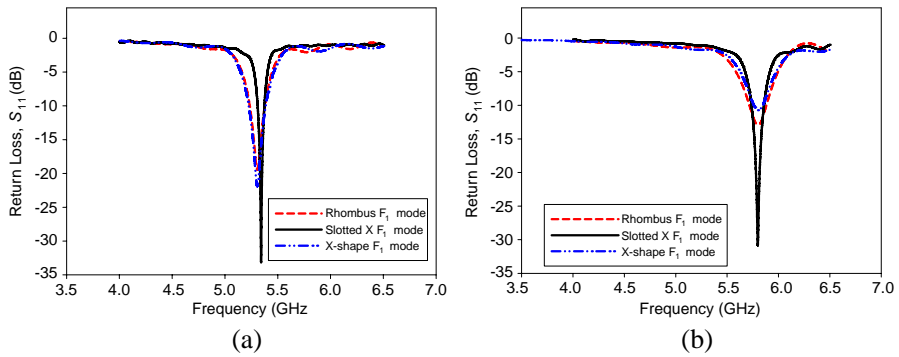 0
-5
-10
-15
-20
-25
-30
-35
Return Loss, S11 (dB)
Rhombus F1 mode
Slotted X F1 mode
X-shape F1 mode
3.5 4.0 4.5 5.0 5.5 6.0 6.5 7.0
Frequency (GHz
(a)
0
-5
-10
-15
-20
-25
-30
-35
Return Loss, S11 (dB)
Rhombus F1 mode
Slotted X F1 mode
X-shape F1 mode
3.5 4.0 4.5 5.0 5.5 6.0 6.5 7.0
Frequency (GHz)
(b)